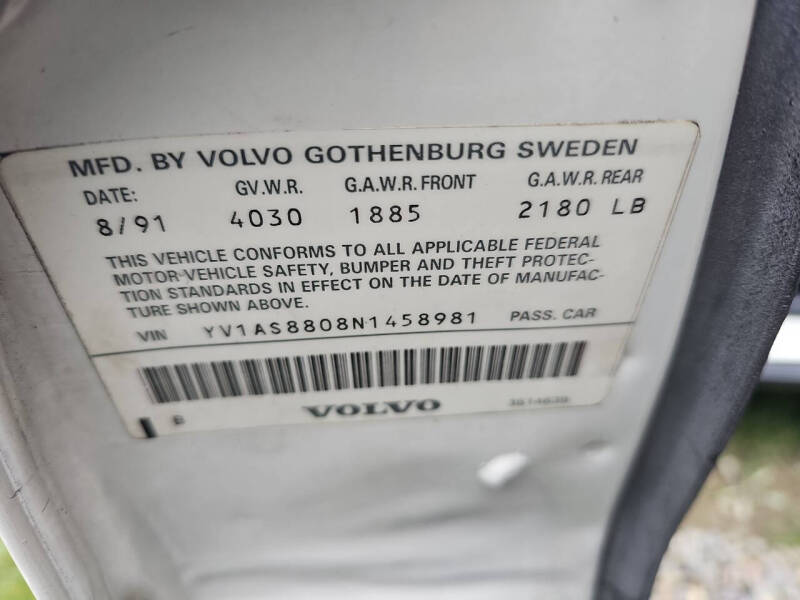 MFD. BY VOLVO GOTHENBURG SWEDEN
DATE: G.V.W.R. G.A.W.R. FRONT G.A.W.R. REAR
8/91 4030 1885 2180 LB
THIS VEHICLE CONFORMS TO ALL APPLICABLE FEDERAL
MOTOR VEHICLE SAFETY, BUMPER AND THEFT PROTEC-
TION STANDARDS IN EFFECT ON THE DATE OF MANUFAC-
TURE SHOWN ABOVE.
VIN YV1AS8808N1458981 PASS. CAR
B VOLVO